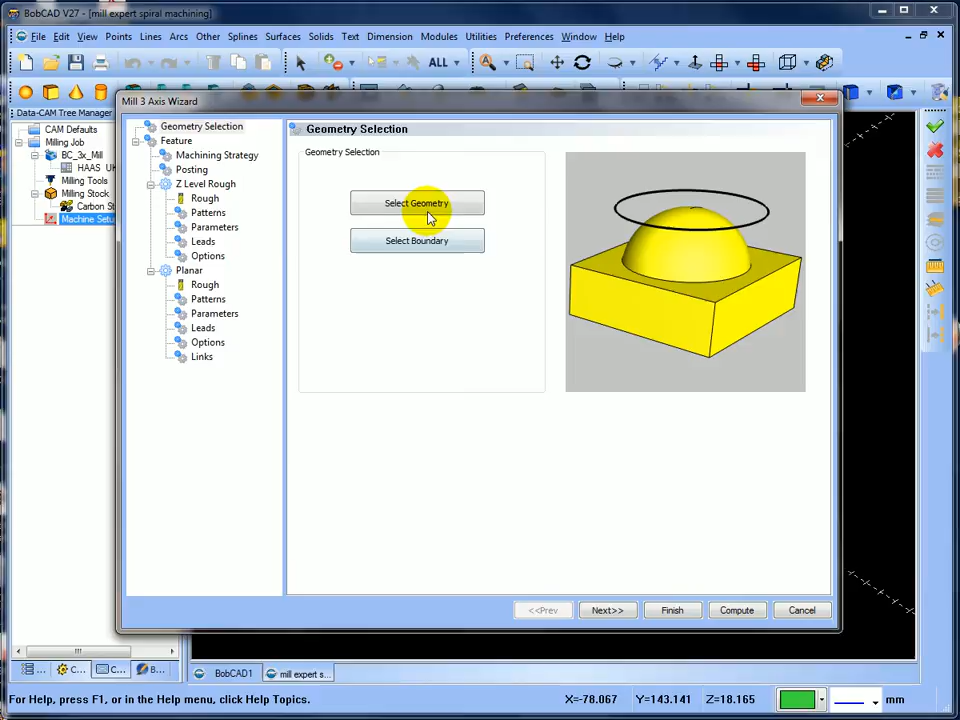 BobCAD V27 - [mill expert spiral machining]
File Edit View Points Lines Arcs Other Splines Surfaces Solids Text Dimension Modules Utilities Preferences Window Help
ALL
Data-CAM Tree Manager
CAM Defaults
Milling Job
BC_3x_Mill
HAAS
Milling Tools
Milling Stock
Carbon
Machine
Mill 3 Axis Wizard
Geometry Selection
Feature
Machining Strategy
Posting
Z Level Rough
Rough
Patterns
Parameters
Leads
Options
Planar
Rough
Patterns
Parameters
Leads
Options
Links
Geometry Selection
Geometry Selection
Select Geometry
Select Boundary
<<Prev Next>> Finish Compute Cancel
C... C... B...
BobCAD1 mill expert s...
For Help, press F1, or in the Help menu, click Help Topics. X=-78.067 Y=143.141 Z=18.165 mm